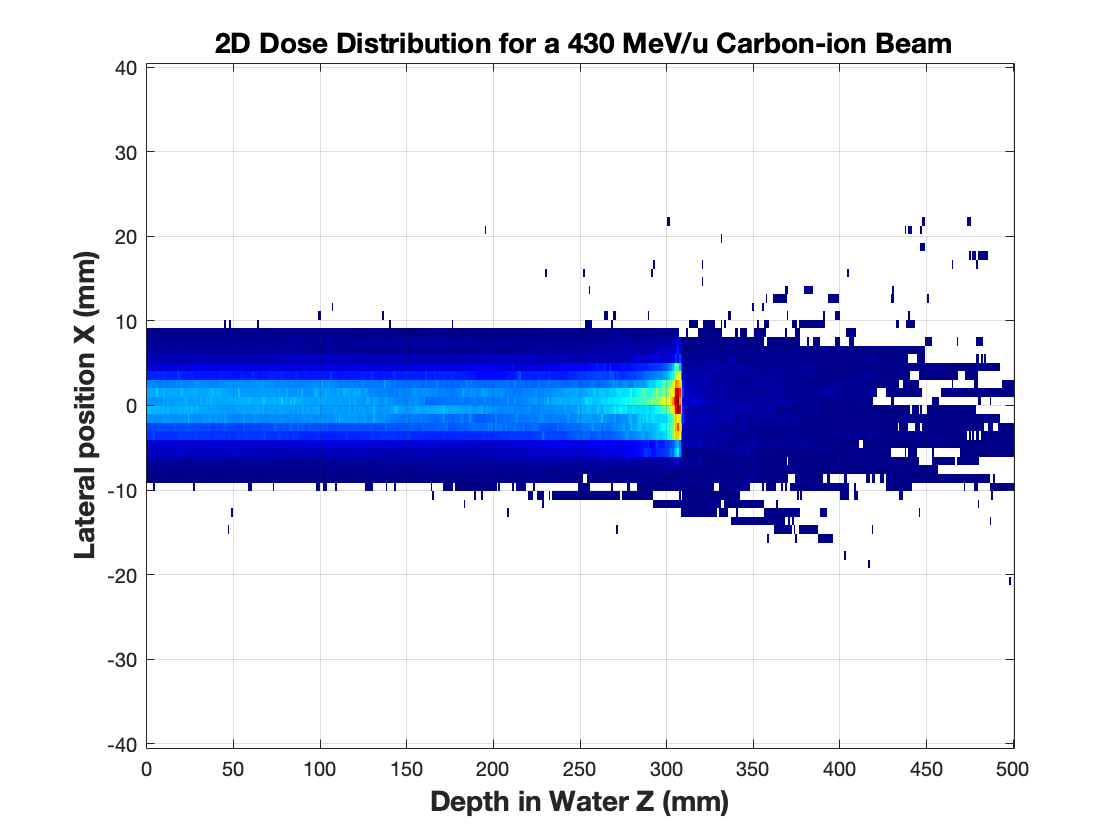 2D Dose Distribution for a 430 MeV/u Carbon-ion Beam
40
30
20
10
0
-10
-20
-30
-40
Lateral position X (mm)
0 50 100 150 200 250 300 350 400 450 500
Depth in Water Z (mm)